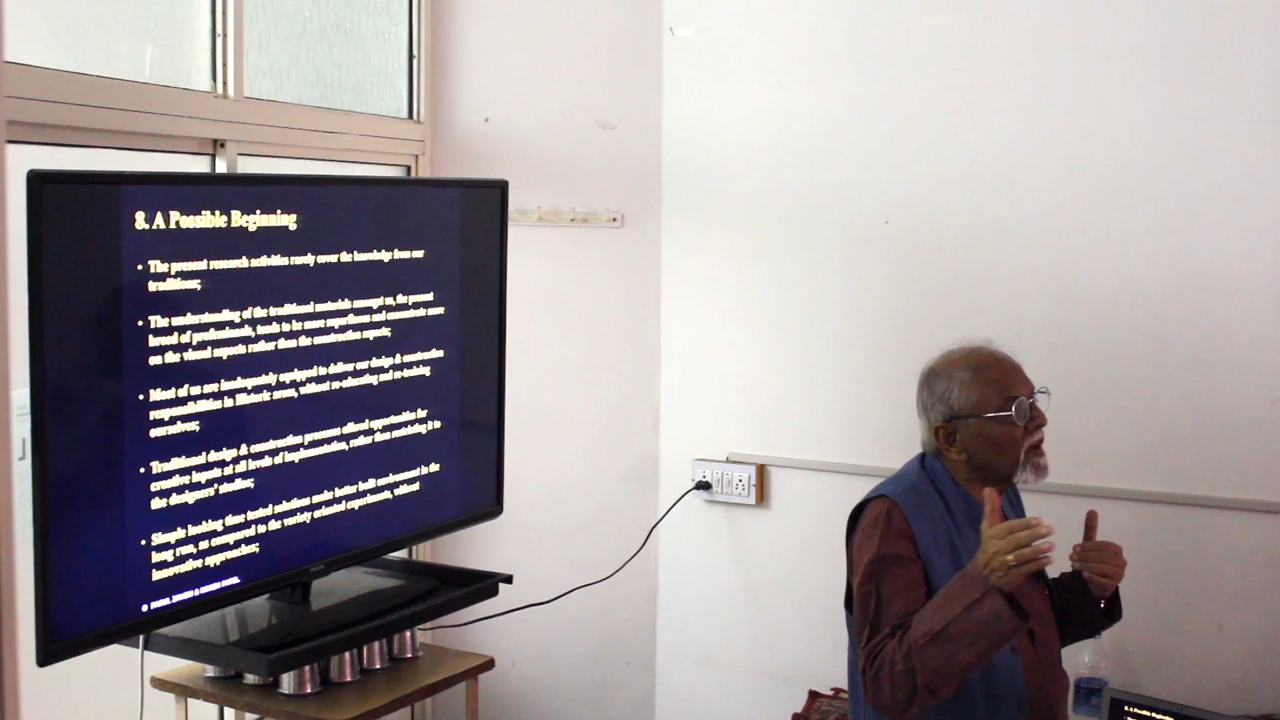 8. A Possible Beginning
• The present research activities rarely cover the knowledge from our
traditions;
• The understanding of the traditional materials amongst us, the present
breed of professionals, tends to be more superfluous and concentrate more
on the visual aspects rather than the construction aspects;
• Most of us are inadequately equipped to deliver our design & construction
responsibilities in Historic areas, without re-educating and re-training
ourselves;
• Traditional design & construction processes offered opportunities for
creative inputs at all levels of implementation, rather than restricting it to
the designers' studios;
• Simple looking time tested solutions make better built environment in the
long run, as compared to the variety oriented experiments, without
innovative approaches;
©
8. A Possible Beginning